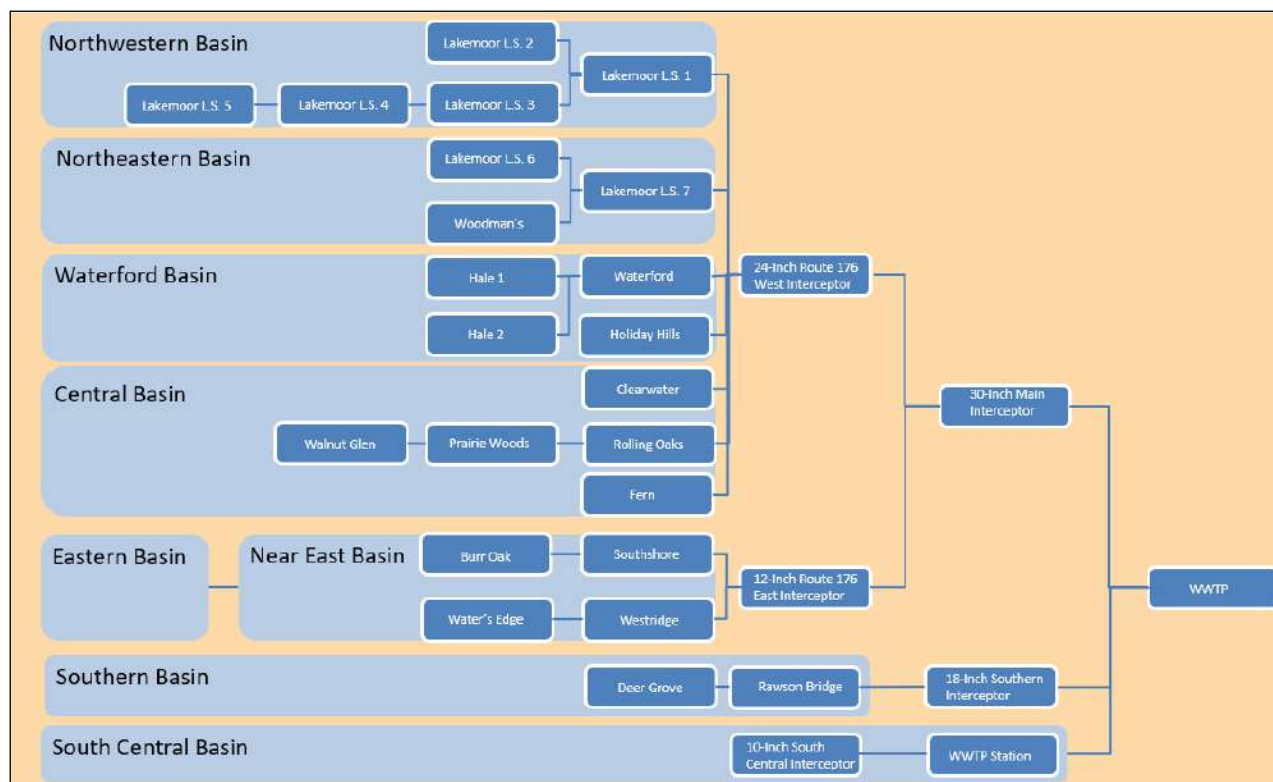 Northwestern Basin
Lakemoor L.S. 2
Lakemoor L.S. 1
Lakemoor L.S. 5
Lakemoor L.S. 4
Lakemoor L.S. 3
Northeastern Basin
Lakemoor L.S. 6
Lakemoor L.S. 7
Woodman's
Waterford Basin
Hale 1
Waterford
24-Inch Route 176
West Interceptor
Hale 2
Holiday Hills
Central Basin
Clearwater
30-Inch Main
Interceptor
Walnut Glen
Prairie Woods
Rolling Oaks
Fern
Eastern Basin
Near East Basin
Burr Oak
Southshore
12-Inch Route 176
East Interceptor
WWTP
Water's Edge
Westridge
Southern Basin
Deer Grove
Rawson Bridge
18-Inch Southern
Interceptor
South Central Basin
10-Inch South
Central Interceptor
WWTP Station